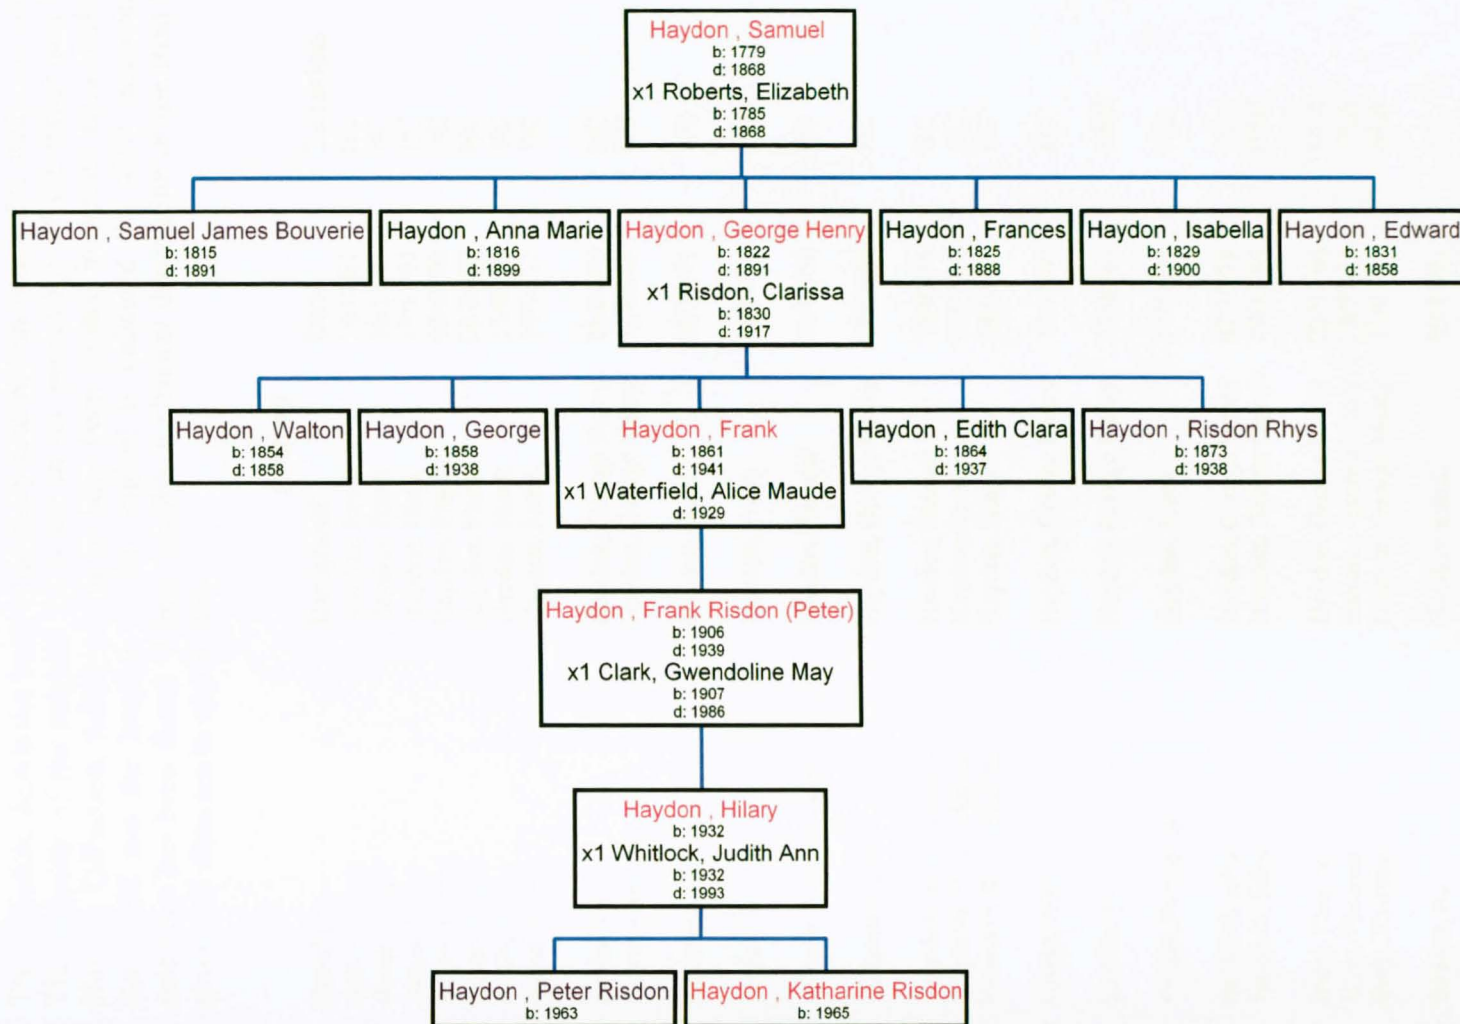 Haydon , Samuel
b: 1779
d: 1868
x1 Roberts, Elizabeth
b: 1785
d: 1868
Haydon , Samuel James Bouverie
b: 1815
d: 1891
Haydon , Anna Marie
b: 1816
d: 1899
Haydon , George Henry
b: 1822
d: 1891
x1 Risdon, Clarissa
b: 1830
d: 1917
Haydon , Frances
b: 1825
d: 1888
Haydon , Isabella
b: 1829
d: 1900
Haydon , Edward
b: 1831
d: 1858
Haydon , Walton
b: 1854
d: 1858
Haydon , George
b: 1858
d: 1938
Haydon , Frank
b: 1861
d: 1941
x1 Waterfield, Alice Maude
d: 1929
Haydon , Edith Clara
b: 1864
d: 1937
Haydon , Risdon Rhys
b: 1873
d: 1938
Haydon , Frank Risdon (Peter)
b: 1906
d: 1939
x1 Clark, Gwendoline May
b: 1907
d: 1986
Haydon , Hilary
b: 1932
x1 Whitlock, Judith Ann
b: 1932
d: 1993
Haydon , Peter Risdon
b: 1963
Haydon , Katharine Risdon
b: 1965